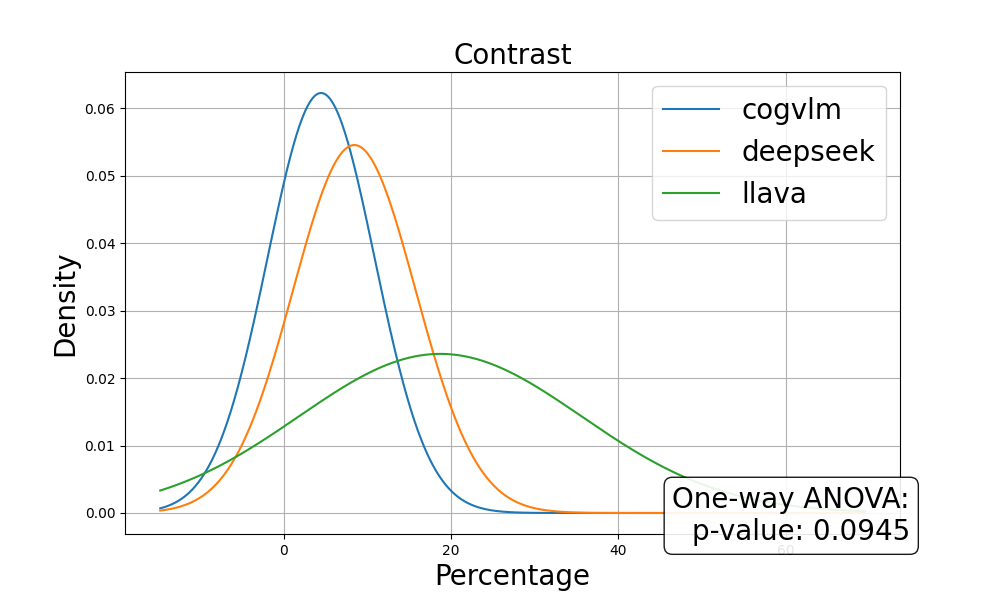 Contrast
cogvlm
deepseek
llava
Density
0.06
0.05
0.04
0.03
0.02
0.01
0.00
0
20
40
60
One-way ANOVA:
p-value: 0.0945
Percentage